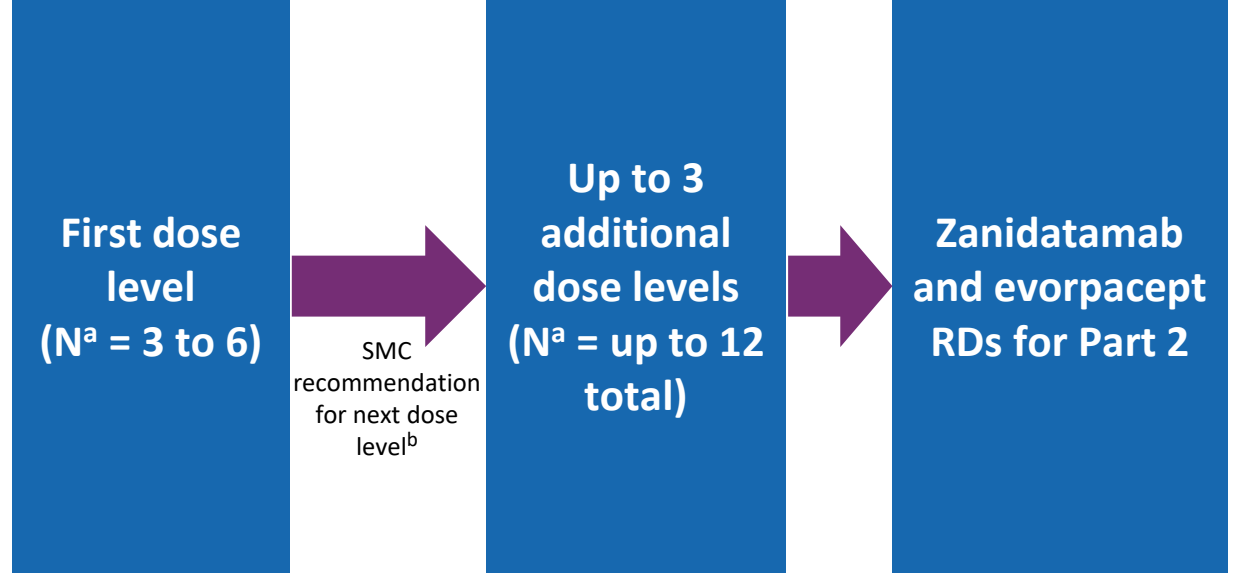 First dose
level
(Nᵃ = 3 to 6)
SMC
recommendation
for next dose
levelᵇ
Up to 3
additional
dose levels
(Nᵃ = up to 12
total)
Zanidatamab
and evorpacept
RDs for Part 2